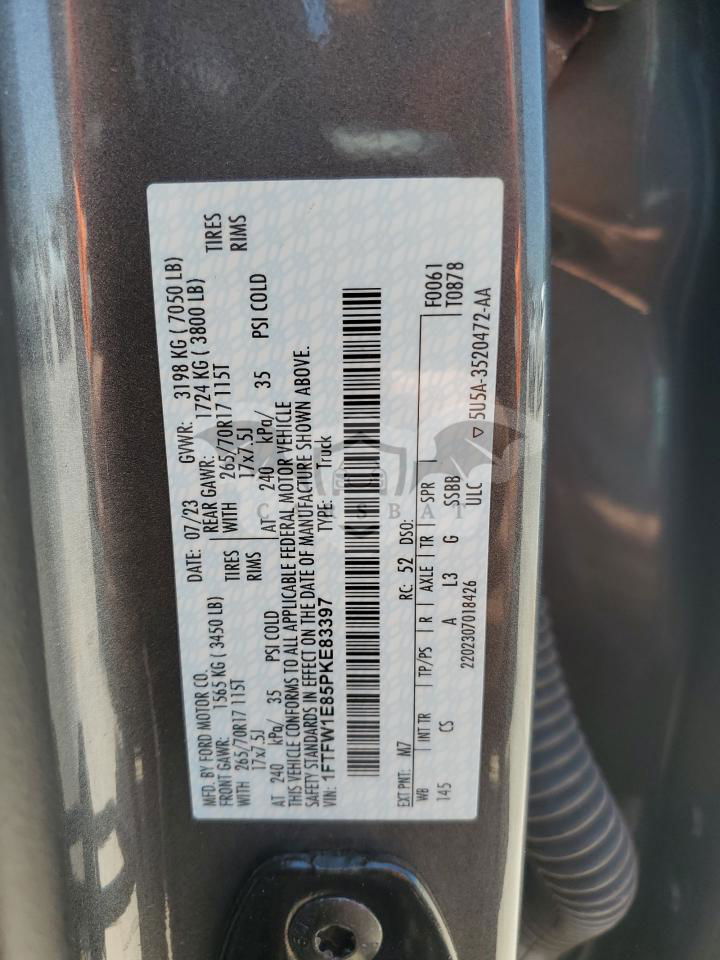 MFD. BY FORD MOTOR CO.
DATE: 07/23 GVWR: 3198 KG ( 7050 LB)
FRONT GAWR: 1565 KG ( 3450 LB) REAR GAWR: 1724 KG ( 3800 LB)
WITH 265/70R17 115T TIRES WITH 265/70R17 115T TIRES
17x7.5J RIMS 17x7.5J RIMS
AT 240 kPa/ 35 PSI COLD AT 240 kPa/ 35 PSI COLD
THIS VEHICLE CONFORMS TO ALL APPLICABLE FEDERAL MOTOR VEHICLE
SAFETY STANDARDS IN EFFECT ON THE DATE OF MANUFACTURE SHOWN ABOVE.
VIN: 1FTFW1E85PKE83397 TYPE: Truck
EXT PNT: M7 RC: 52 DSO: F0061
WB INT TR TP/PS R AXLE TR SPR T0878
145 CS A L3 G SSBB
2202307018426 ULC ▽ 5U5A-3520472-AA
CARSBAT